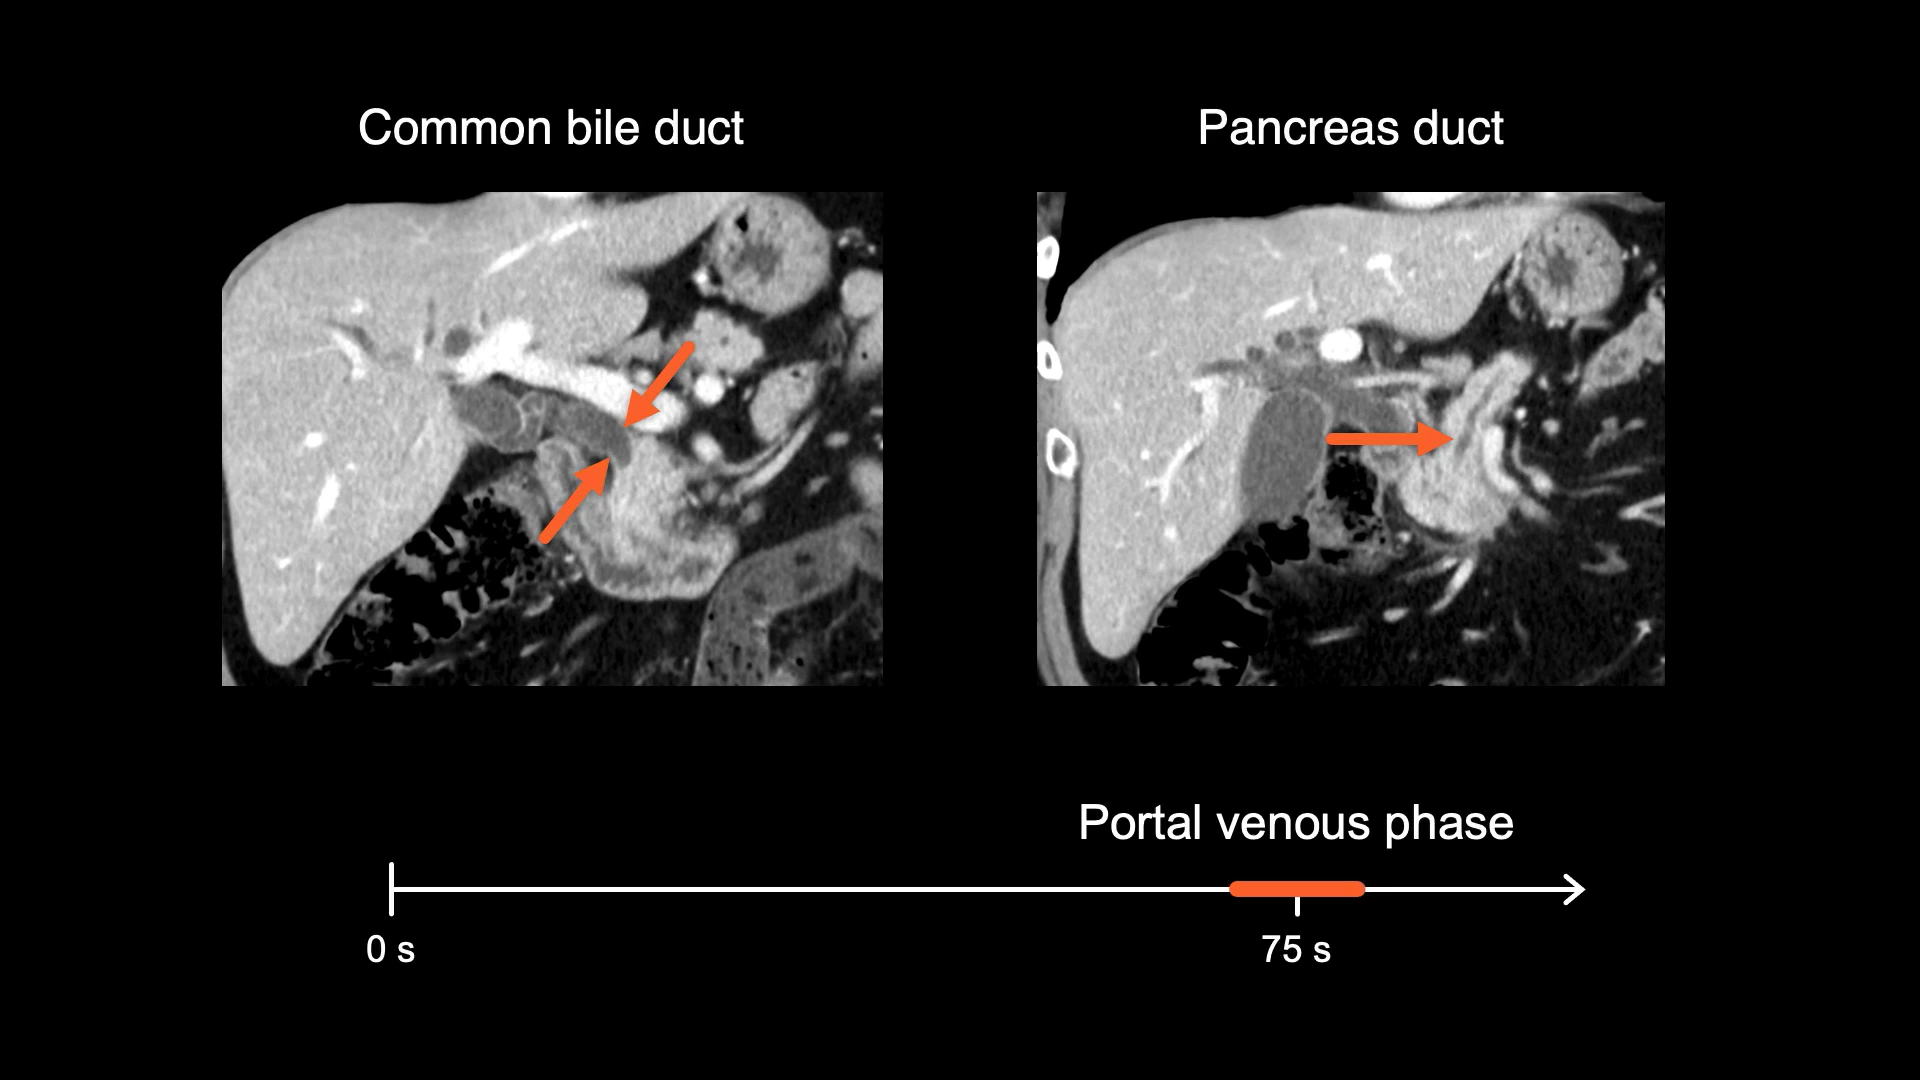 Common bile duct
Pancreas duct
Portal venous phase
0 s
75 s